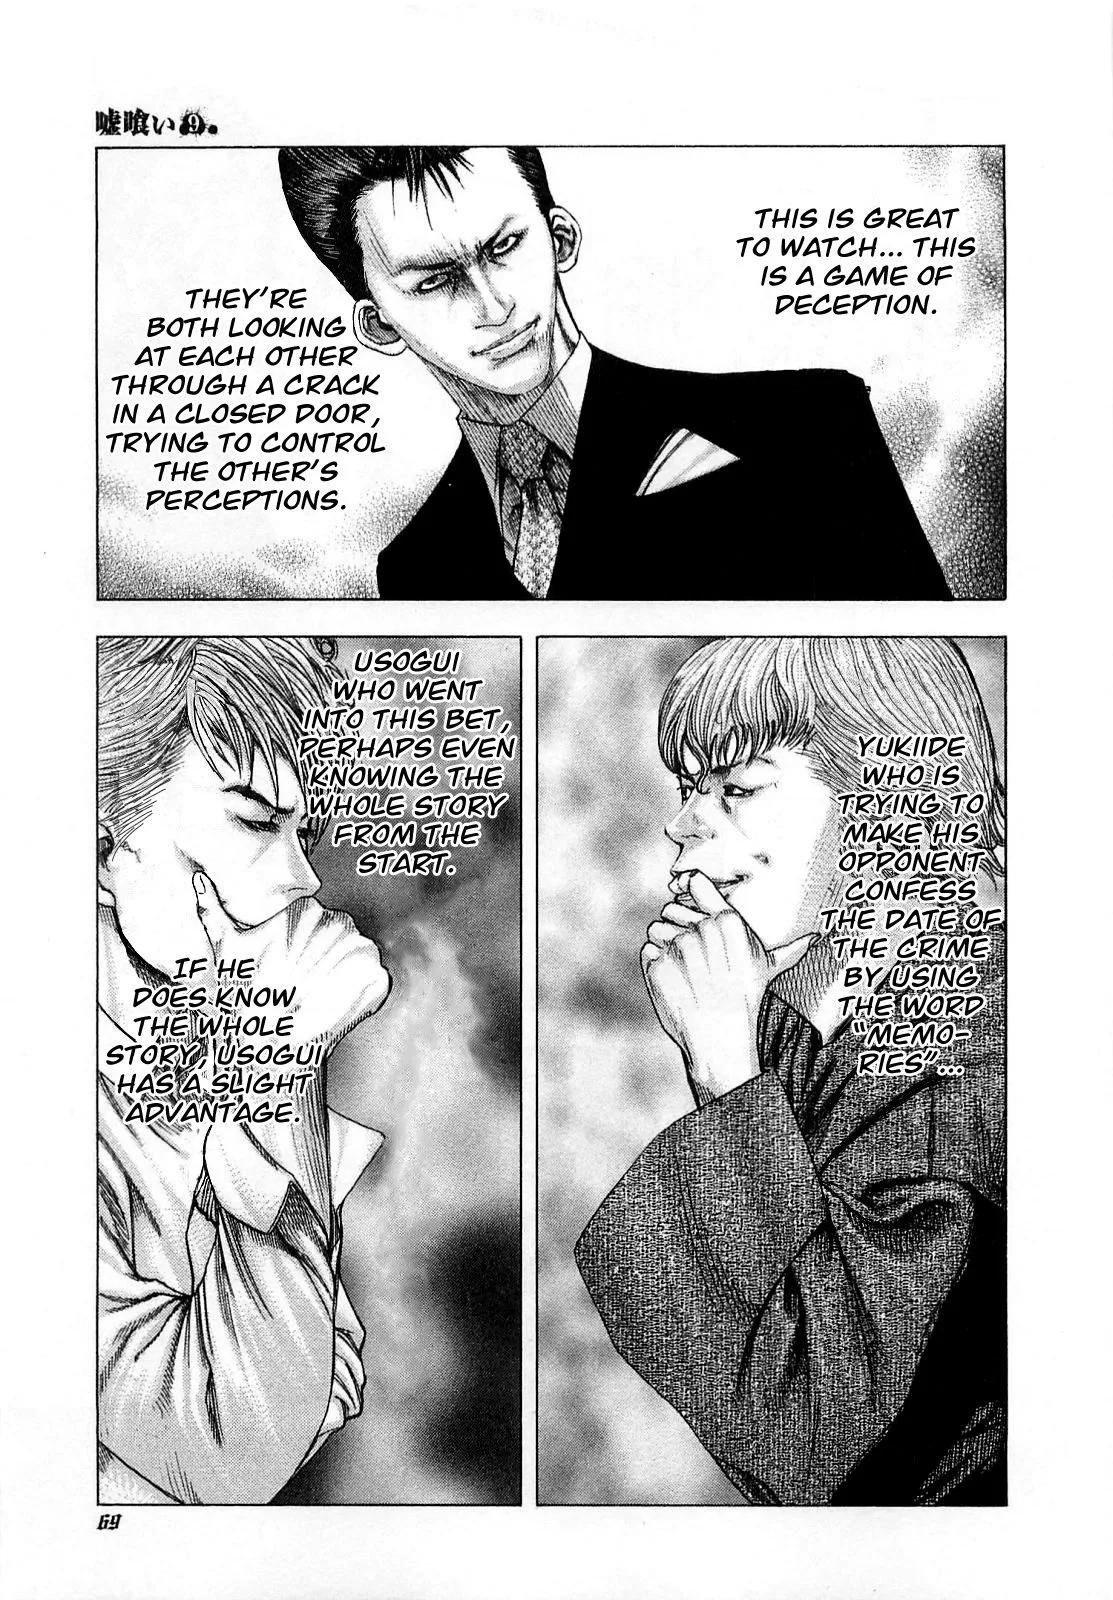 嘘喰い 9.
THIS IS GREAT
TO WATCH... THIS
IS A GAME OF
DECEPTION.
THEY'RE
BOTH LOOKING
AT EACH OTHER
THROUGH A CRACK
IN A CLOSED DOOR,
TRYING TO CONTROL
THE OTHER'S
PERCEPTIONS.
YUKIIDE
WHO IS
TRYING TO
MAKE HIS
OPPONENT
CONFESS
THE DATE OF
THE CRIME
BY USING
THE WORD
"MEMO-
RIES"...
USOGUI
WHO WENT
INTO THIS BET,
PERHAPS EVEN
KNOWING THE
WHOLE STORY
FROM THE
START.
IF HE
DOES KNOW
THE WHOLE
STORY, USOGUI
HAS A SLIGHT
ADVANTAGE.
69